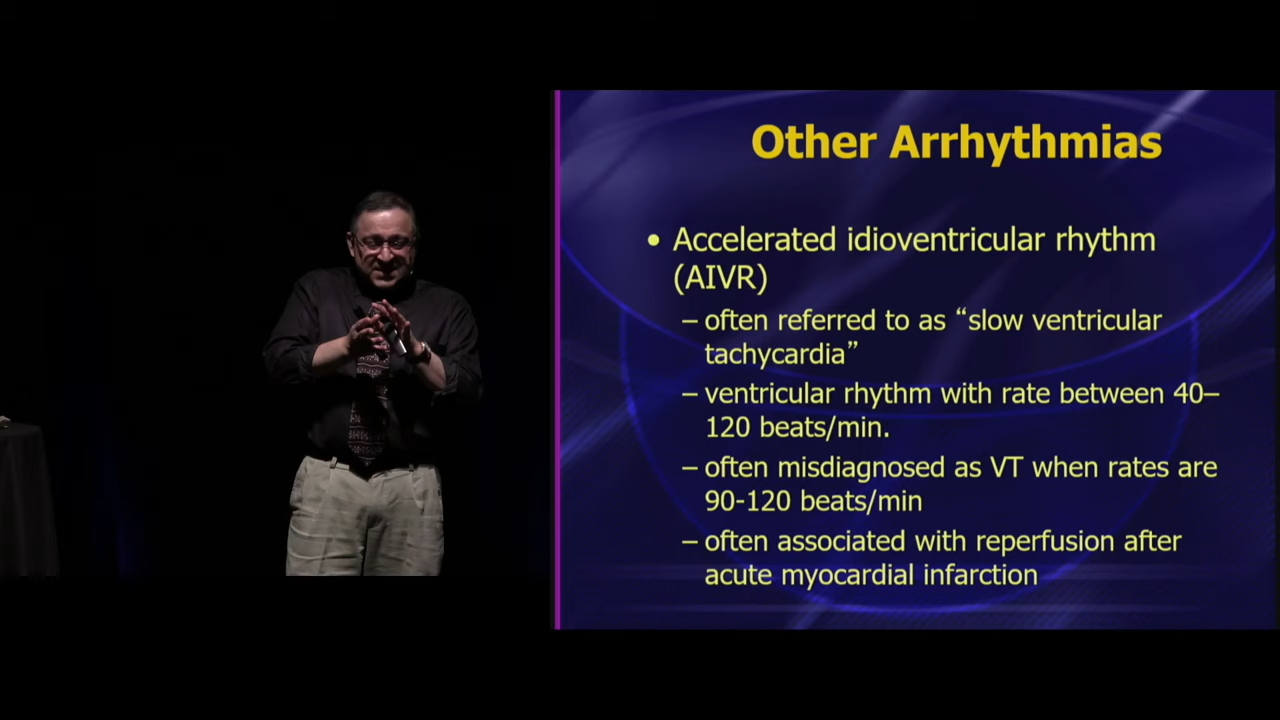 Other Arrhythmias
• Accelerated idioventricular rhythm
(AIVR)
– often referred to as “slow ventricular
tachycardia”
– ventricular rhythm with rate between 40–
120 beats/min.
– often misdiagnosed as VT when rates are
90-120 beats/min
– often associated with reperfusion after
acute myocardial infarction